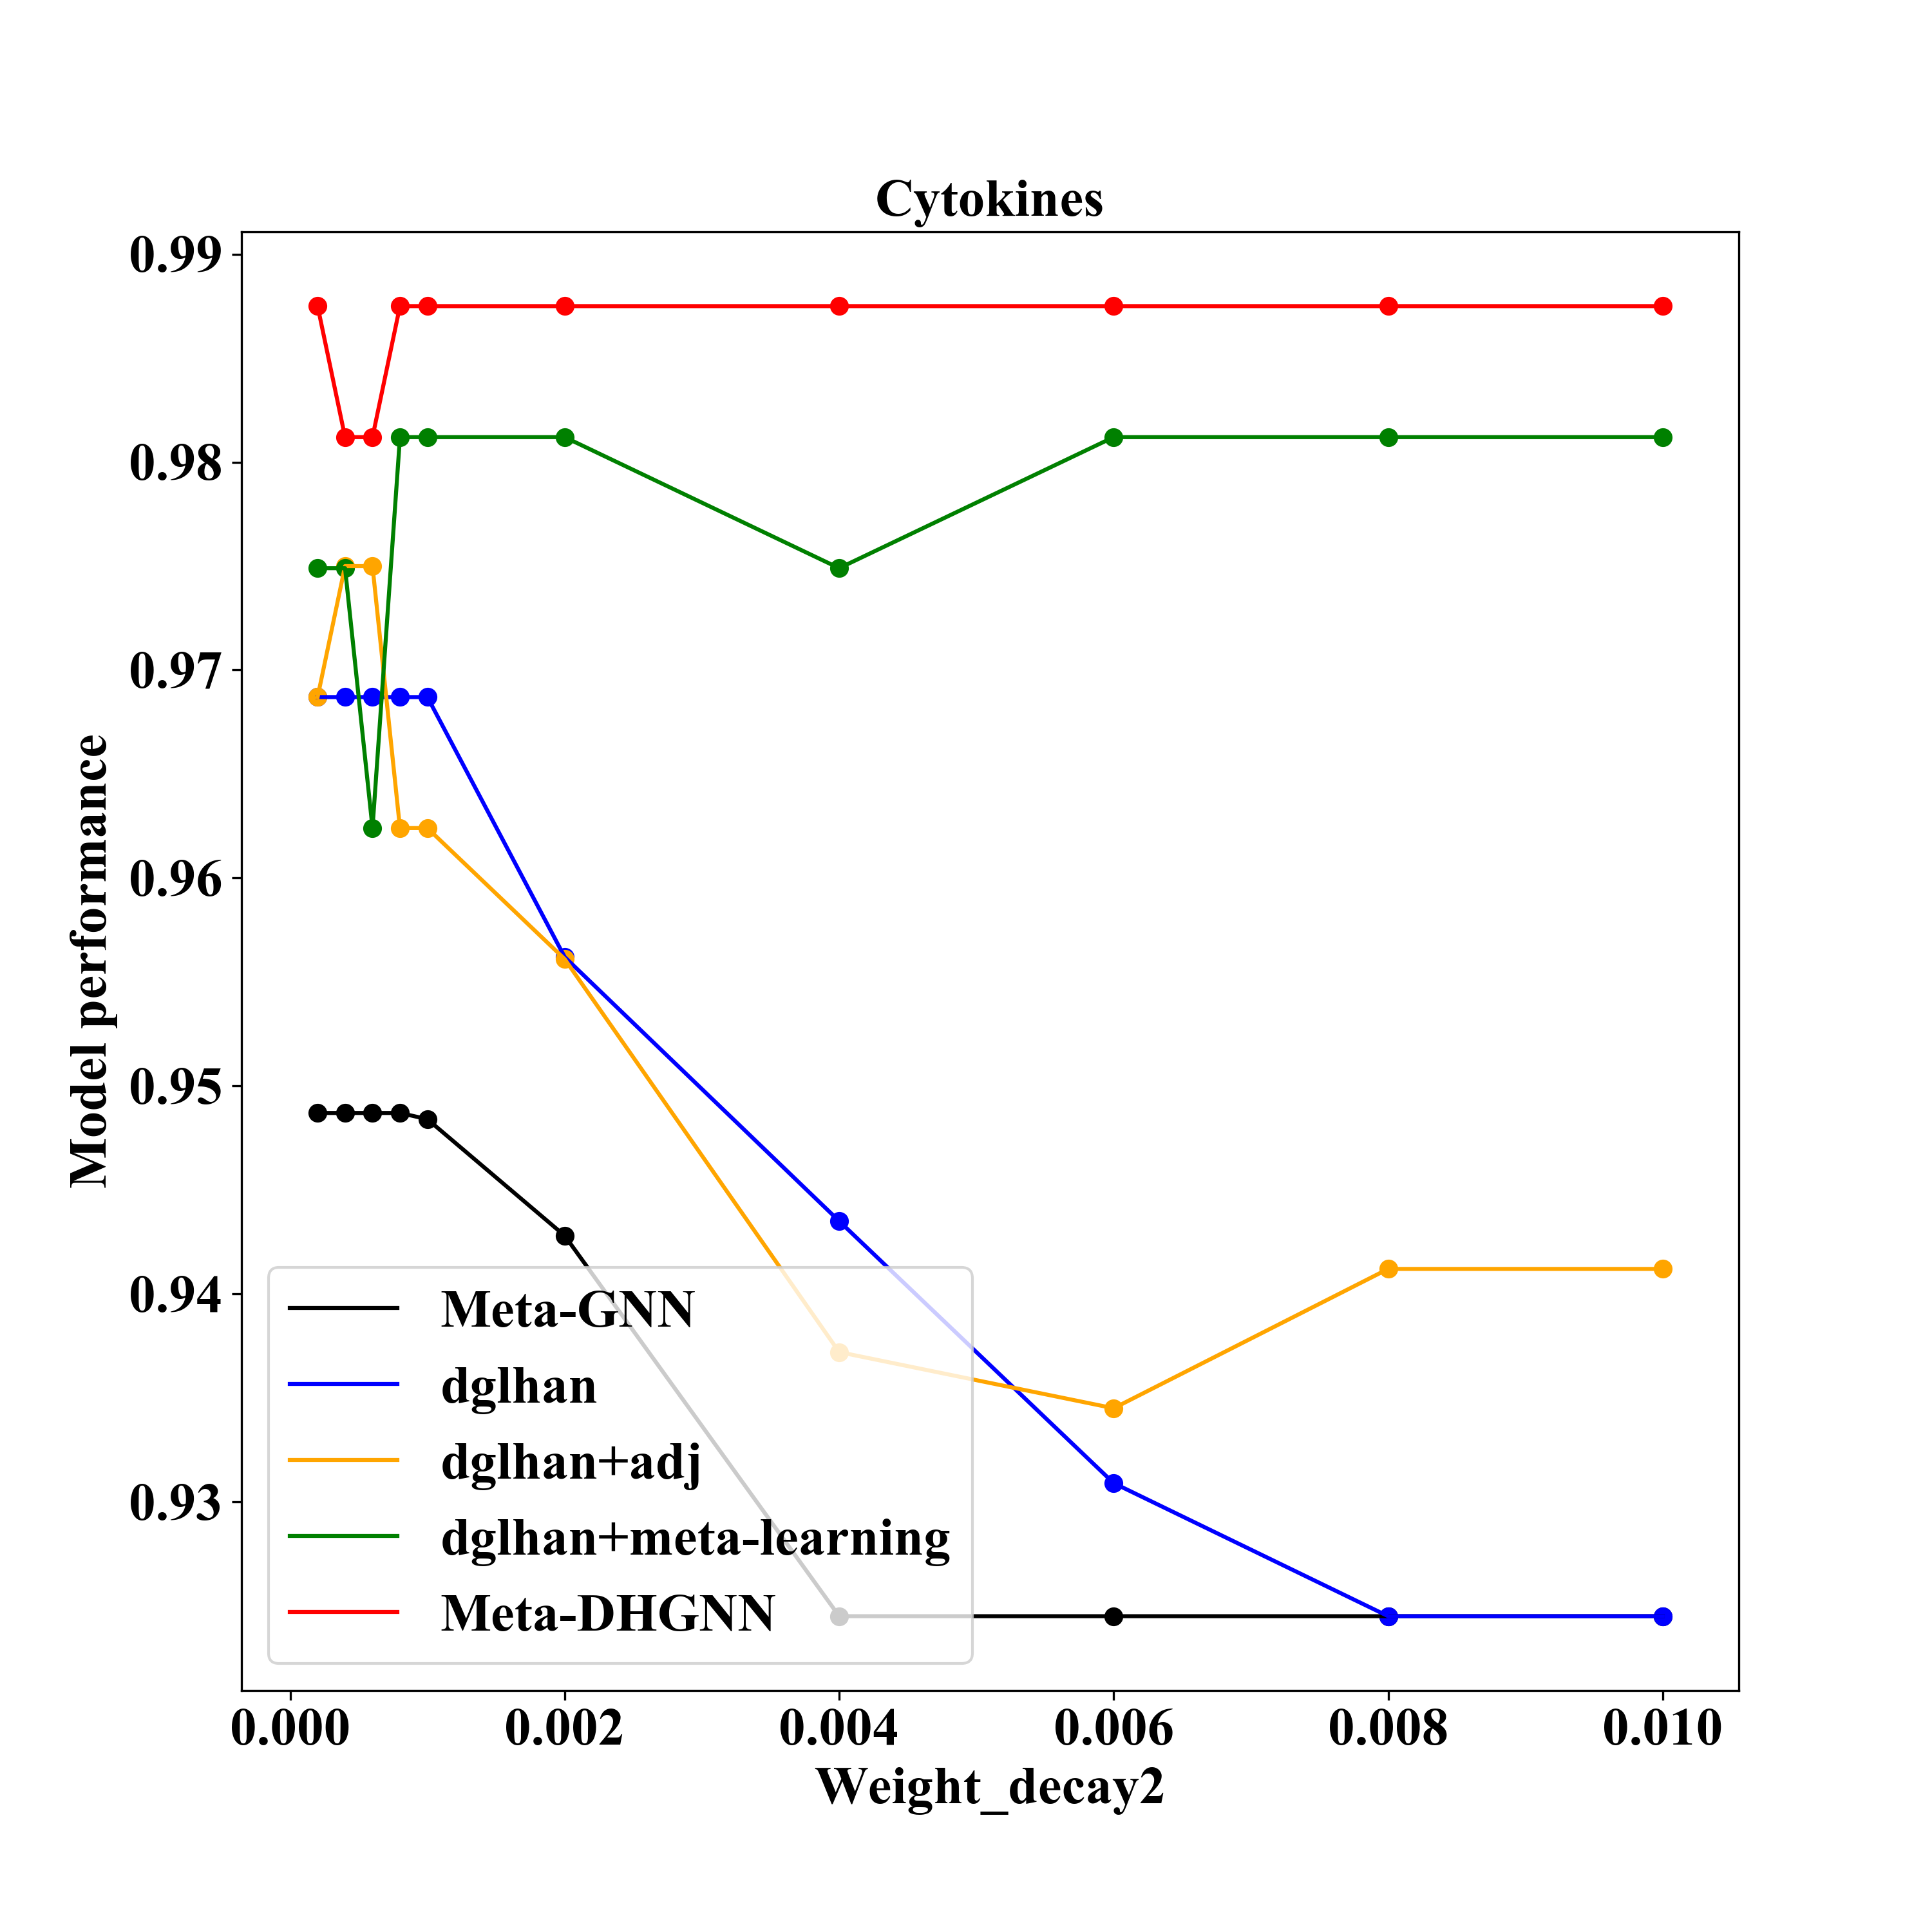 Cytokines
0.99
0.98
0.97
0.96
0.95
0.94
0.93
Model performance
Meta-GNN
dglhan
dglhan+adj
dglhan+meta-learning
Meta-DHGNN
0.000 0.002 0.004 0.006 0.008 0.010
Weight_decay2